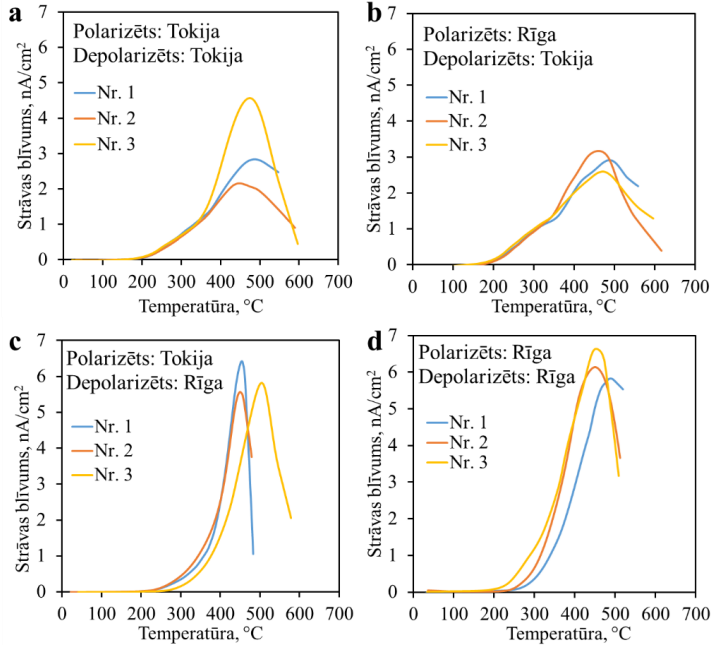 a
Polarizēts: Tokija
Depolarizēts: Tokija
Nr. 1
Nr. 2
Nr. 3
Strāvas blīvums, nA/cm²
7
6
5
4
3
2
1
0
0 100 200 300 400 500 600 700
Temperatūra, °C
b
Polarizēts: Rīga
Depolarizēts: Tokija
Nr. 1
Nr. 2
Nr. 3
Strāvas blīvums, nA/cm²
7
6
5
4
3
2
1
0
0 100 200 300 400 500 600 700
Temperatūra, °C
c
Polarizēts: Tokija
Depolarizēts: Rīga
Nr. 1
Nr. 2
Nr. 3
Strāvas blīvums, nA/cm²
7
6
5
4
3
2
1
0
0 100 200 300 400 500 600 700
Temperatūra, °C
d
Polarizēts: Rīga
Depolarizēts: Rīga
Nr. 1
Nr. 2
Nr. 3
Strāvas blīvums, nA/cm²
7
6
5
4
3
2
1
0
0 100 200 300 400 500 600 700
Temperatūra, °C